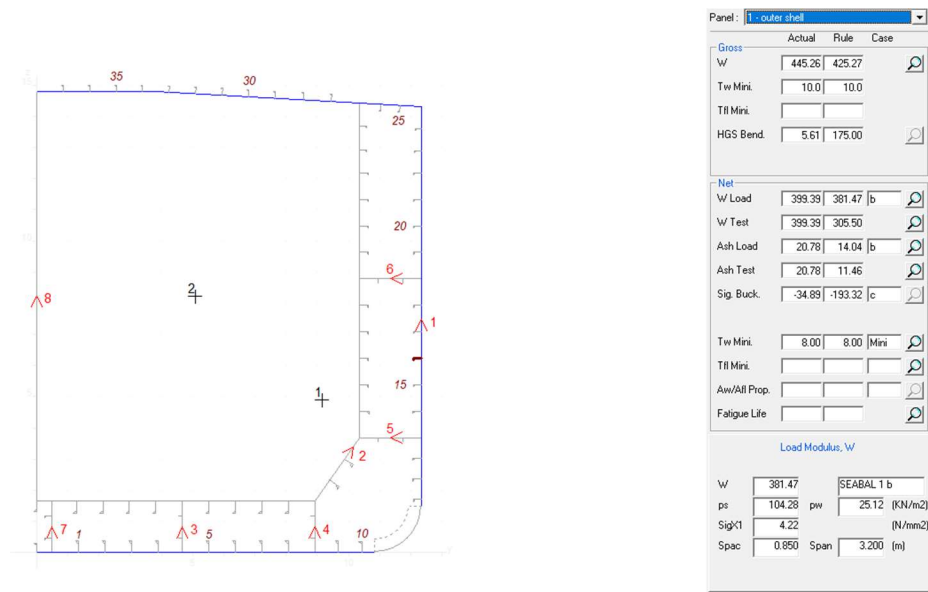 Panel : 1 - outer shell
Actual Rule Case
Gross
W 445.26 425.27
Tw Mini. 10.0 10.0
Tfl Mini.
HGS Bend. 5.61 175.00
Net
W Load 399.39 381.47 b
W Test 399.39 305.50
Ash Load 20.78 14.04 b
Ash Test 20.78 11.46
Sig. Buck. -34.89 -193.32 c
Tw Mini. 8.00 8.00 Mini
Tfl Mini.
Aw/Afl Prop.
Fatigue Life
Load Modulus, W
W 381.47 SEABAL 1 b
ps 104.28 pw 25.12 (KN/m2)
SigX1 4.22 (N/mm2)
Spac 0.850 Span 3.200 (m)
35
30
25
20
6
2
8
1
15
1
5
2
7
1
3
5
4
10